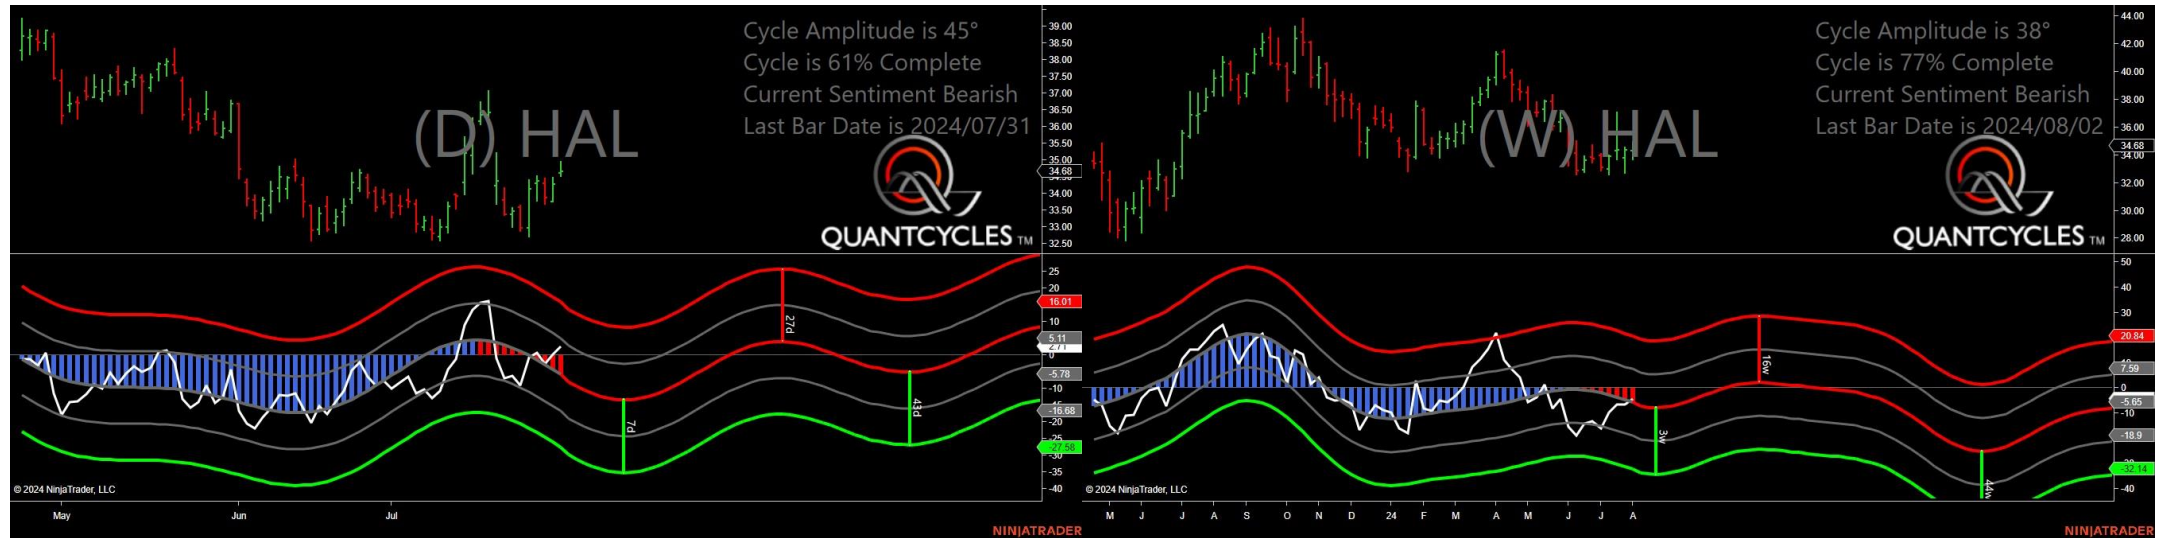 Cycle Amplitude is 45°
Cycle is 61% Complete
Current Sentiment Bearish
Last Bar Date is 2024/07/31
(D) HAL
QUANTCYCLES TM
39.00
38.50
38.00
37.50
37.00
36.50
36.00
35.50
35.00
34.68
34.00
33.50
33.00
32.50
25
20
16.01
10
5.11
2.71
0
-5.78
-10
-16.68
-20
-25
-27.58
-30
-35
-40
7d
27d
43d
© 2024 NinjaTrader, LLC
May
Jun
Jul
NINJATRADER
Cycle Amplitude is 38°
Cycle is 77% Complete
Current Sentiment Bearish
Last Bar Date is 2024/08/02
(W) HAL
QUANTCYCLES TM
44.00
42.00
40.00
38.00
36.00
34.68
34.00
32.00
30.00
28.00
50
40
30
20.84
10
7.59
0
-5.65
-10
-18.9
-32.14
-40
3w
16w
44w
© 2024 NinjaTrader, LLC
M J J A S O N D 24 F M A M J J A
NINJATRADER